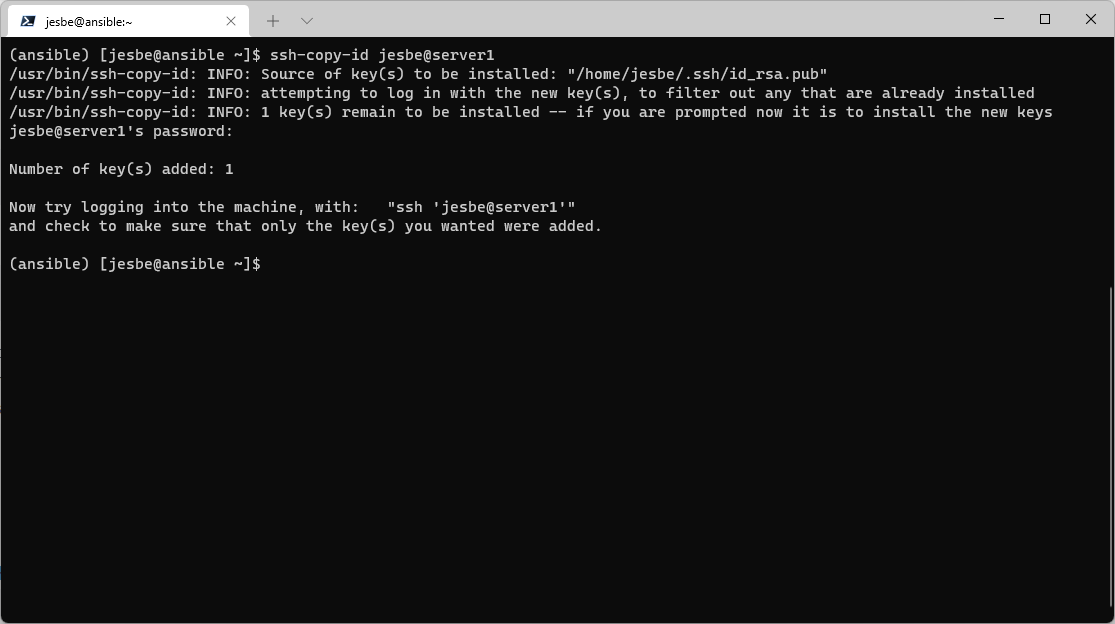 jesbe@ansible:~
(ansible) [jesbe@ansible ~]$ ssh-copy-id jesbe@server1
/usr/bin/ssh-copy-id: INFO: Source of key(s) to be installed: "/home/jesbe/.ssh/id_rsa.pub"
/usr/bin/ssh-copy-id: INFO: attempting to log in with the new key(s), to filter out any that are already installed
/usr/bin/ssh-copy-id: INFO: 1 key(s) remain to be installed -- if you are prompted now it is to install the new keys
jesbe@server1's password:
Number of key(s) added: 1
Now try logging into the machine, with:   "ssh 'jesbe@server1'"
and check to make sure that only the key(s) you wanted were added.
(ansible) [jesbe@ansible ~]$